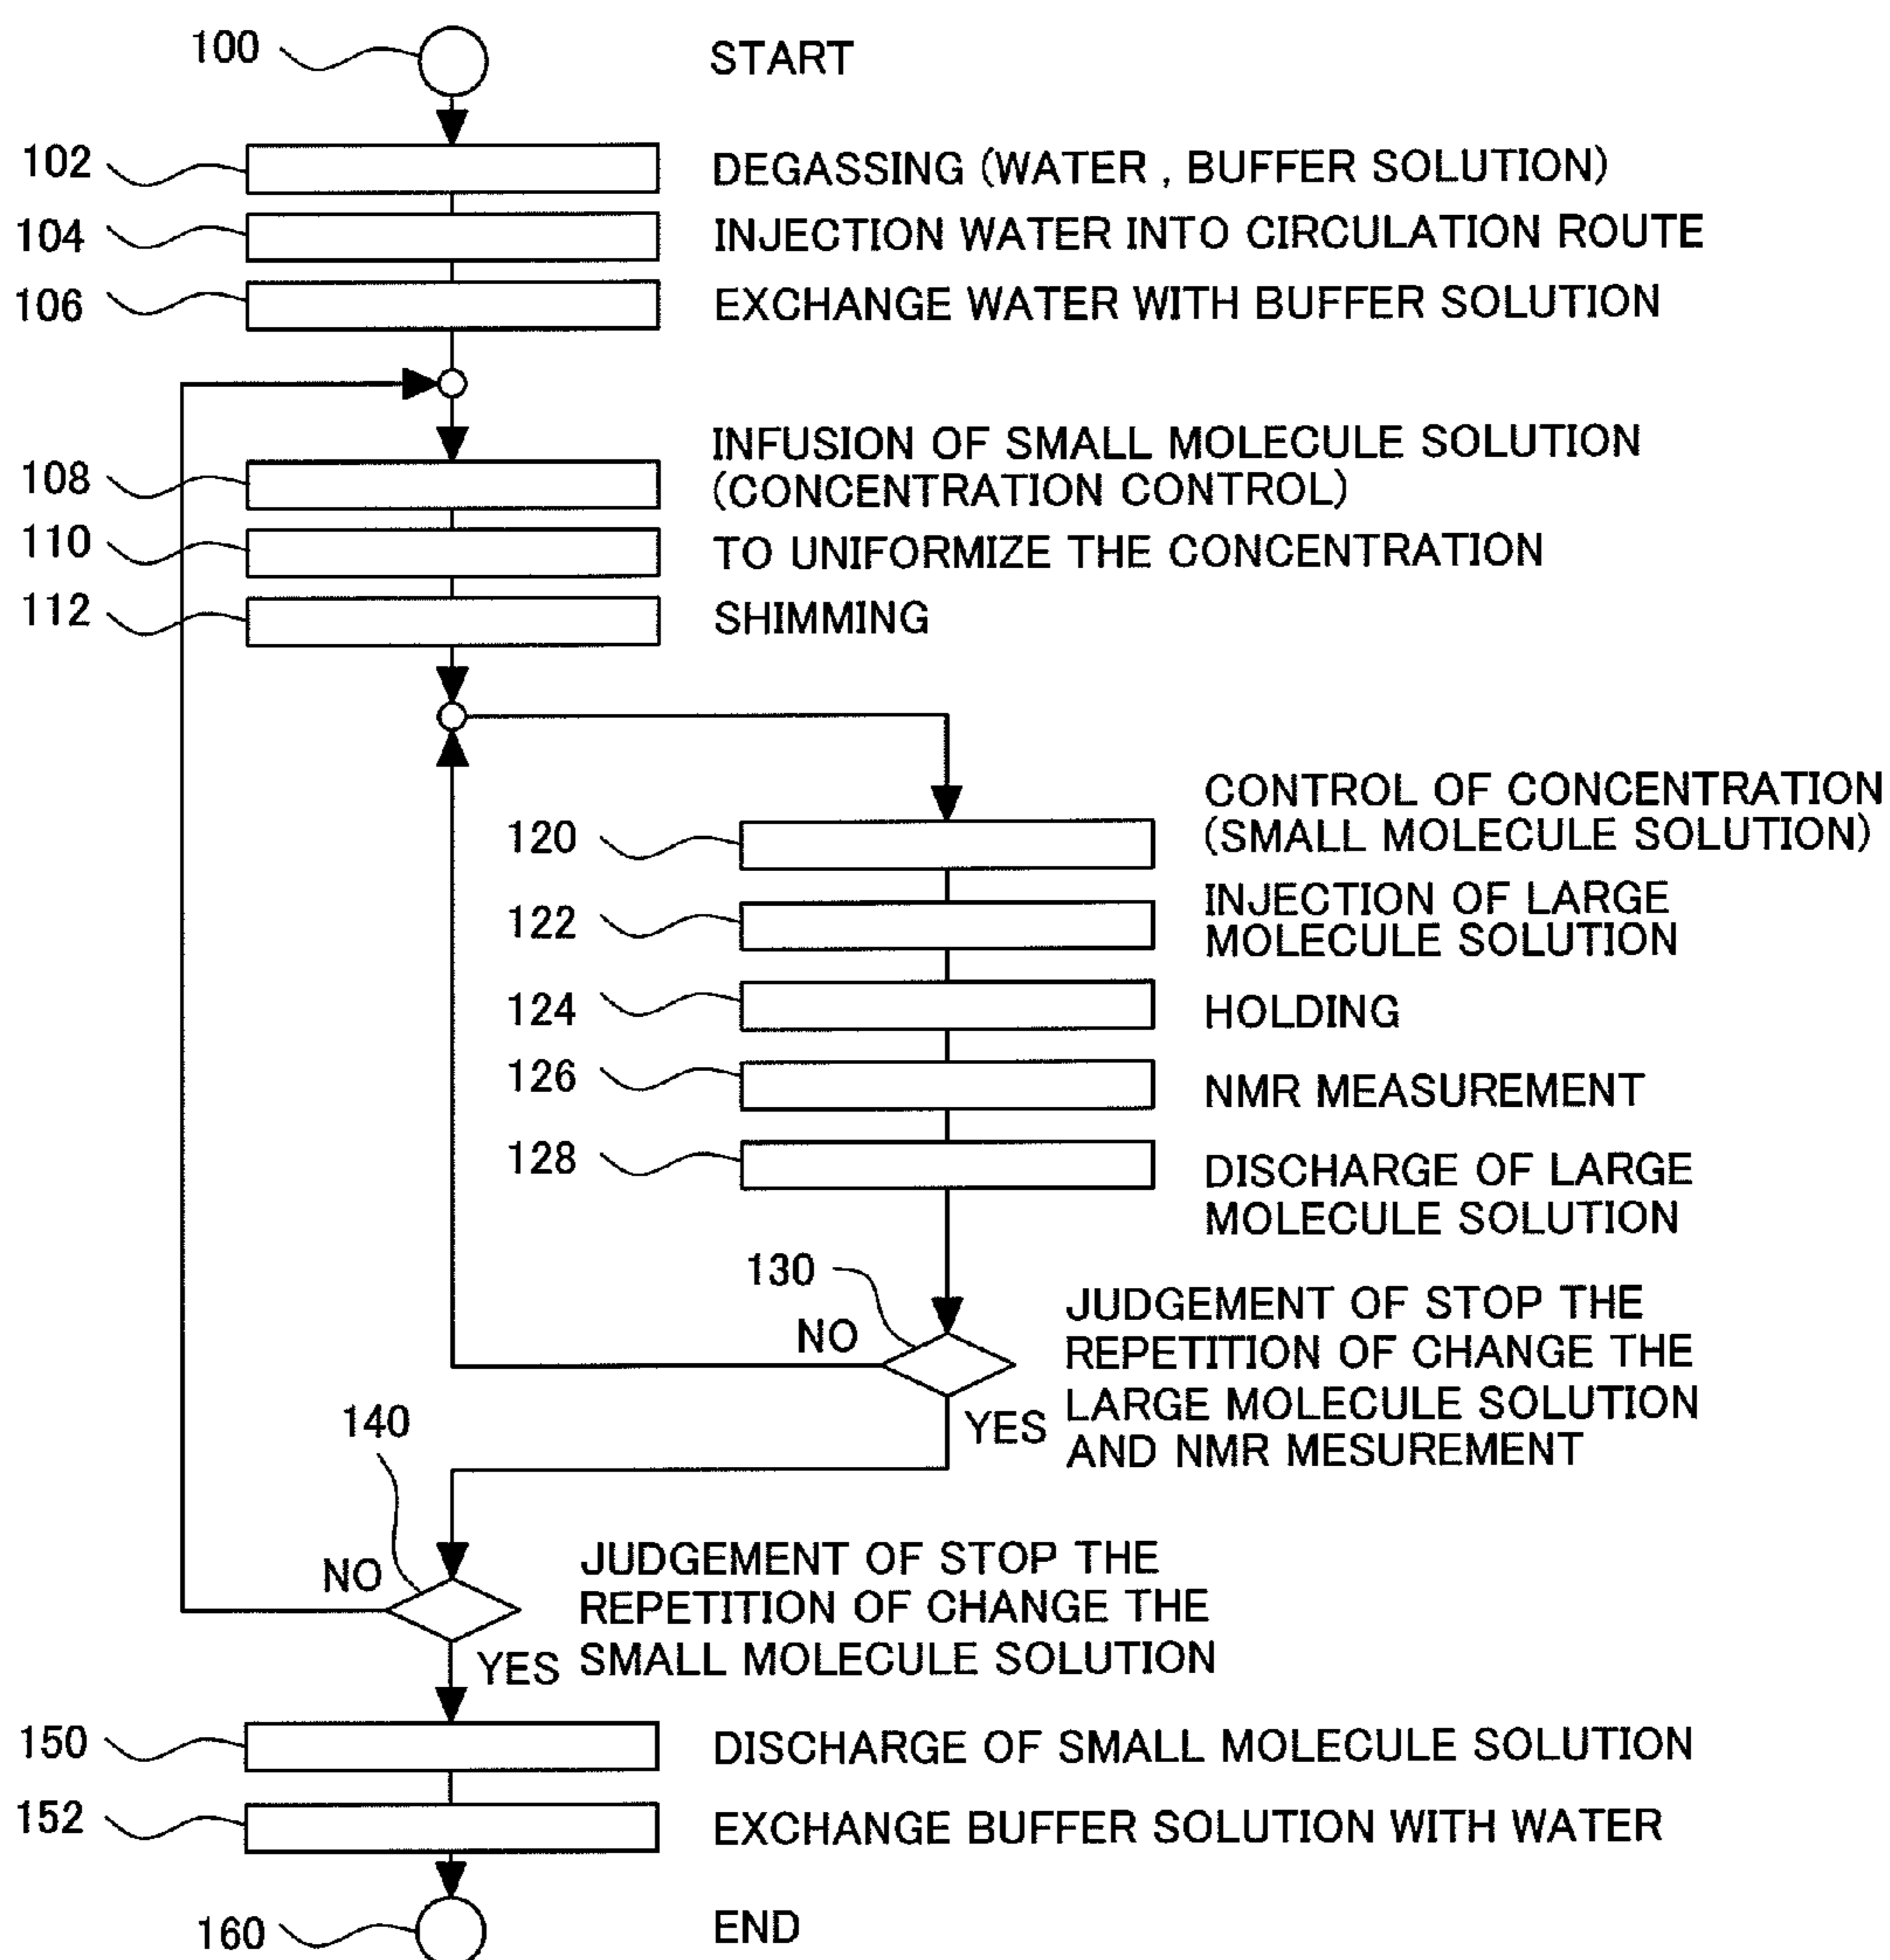 100 START
102 DEGASSING (WATER , BUFFER SOLUTION)
104 INJECTION WATER INTO CIRCULATION ROUTE
106 EXCHANGE WATER WITH BUFFER SOLUTION
108 INFUSION OF SMALL MOLECULE SOLUTION
(CONCENTRATION CONTROL)
110 TO UNIFORMIZE THE CONCENTRATION
112 SHIMMING
120 CONTROL OF CONCENTRATION
(SMALL MOLECULE SOLUTION)
122 INJECTION OF LARGE
MOLECULE SOLUTION
124 HOLDING
126 NMR MEASUREMENT
128 DISCHARGE OF LARGE
MOLECULE SOLUTION
130 JUDGEMENT OF STOP THE
NO REPETITION OF CHANGE THE
YES LARGE MOLECULE SOLUTION
AND NMR MESUREMENT
140 JUDGEMENT OF STOP THE
NO REPETITION OF CHANGE THE
YES SMALL MOLECULE SOLUTION
150 DISCHARGE OF SMALL MOLECULE SOLUTION
152 EXCHANGE BUFFER SOLUTION WITH WATER
160 END